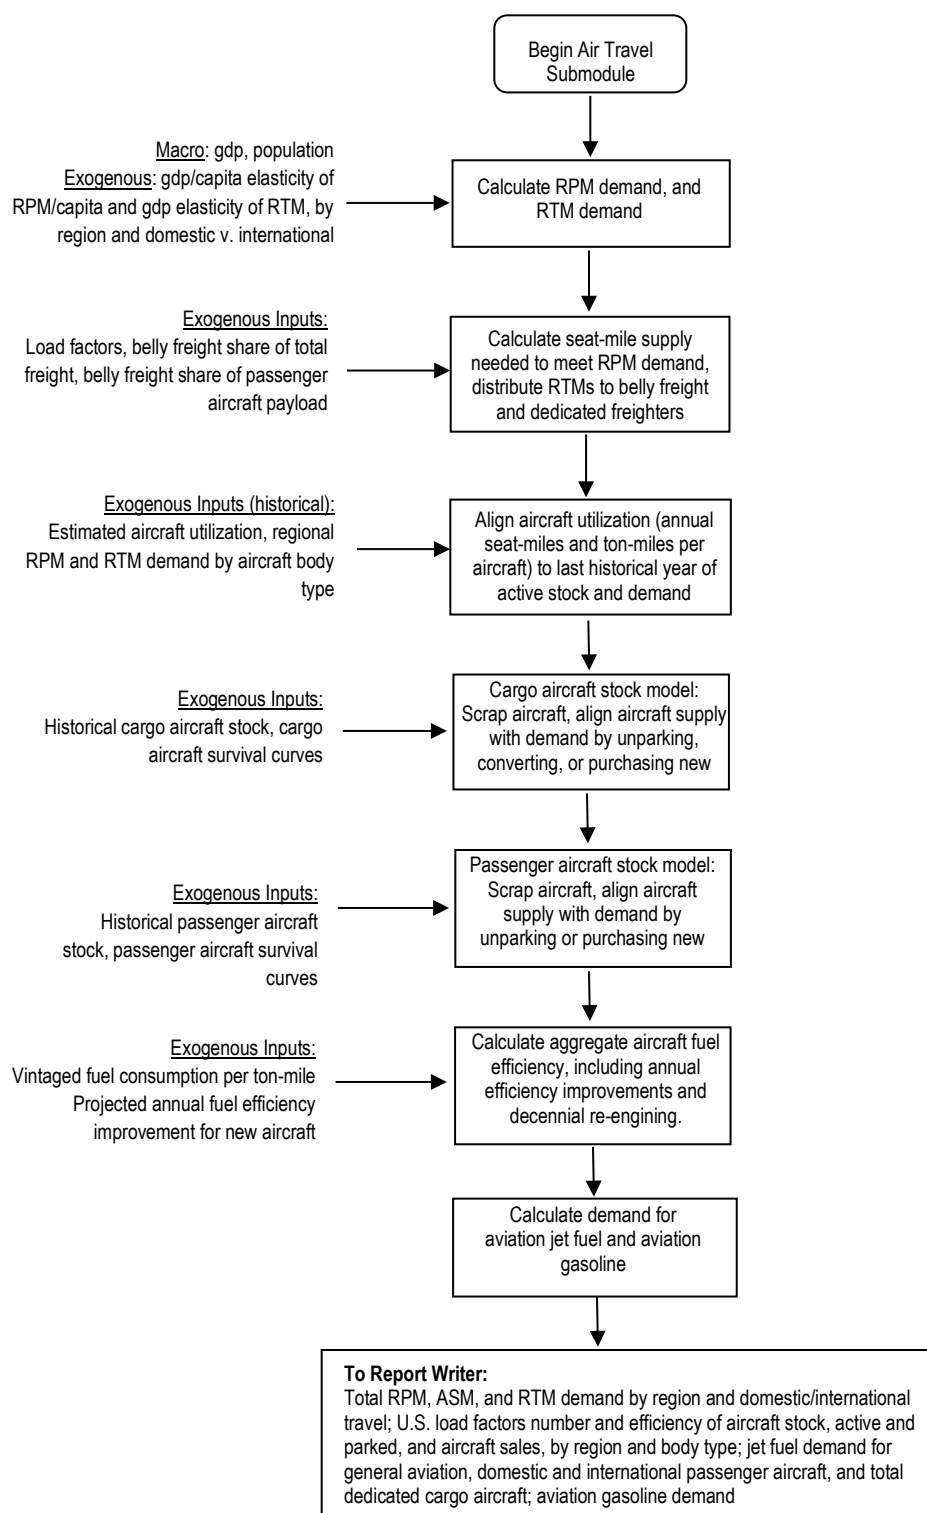 Begin Air Travel
Submodule
Macro: gdp, population
Exogenous: gdp/capita elasticity of
RPM/capita and gdp elasticity of RTM, by
region and domestic v. international
Calculate RPM demand, and
RTM demand
Exogenous Inputs:
Load factors, belly freight share of total
freight, belly freight share of passenger
aircraft payload
Calculate seat-mile supply
needed to meet RPM demand,
distribute RTMs to belly freight
and dedicated freighters
Exogenous Inputs (historical):
Estimated aircraft utilization, regional
RPM and RTM demand by aircraft body
type
Align aircraft utilization (annual
seat-miles and ton-miles per
aircraft) to last historical year of
active stock and demand
Exogenous Inputs:
Historical cargo aircraft stock, cargo
aircraft survival curves
Cargo aircraft stock model:
Scrap aircraft, align aircraft supply
with demand by unparking,
converting, or purchasing new
Exogenous Inputs:
Historical passenger aircraft
stock, passenger aircraft survival
curves
Passenger aircraft stock model:
Scrap aircraft, align aircraft
supply with demand by
unparking or purchasing new
Exogenous Inputs:
Vintaged fuel consumption per ton-mile
Projected annual fuel efficiency
improvement for new aircraft
Calculate aggregate aircraft fuel
efficiency, including annual
efficiency improvements and
decennial re-engining.
Calculate demand for
aviation jet fuel and aviation
gasoline
To Report Writer:
Total RPM, ASM, and RTM demand by region and domestic/international
travel; U.S. load factors number and efficiency of aircraft stock, active and
parked, and aircraft sales, by region and body type; jet fuel demand for
general aviation, domestic and international passenger aircraft, and total
dedicated cargo aircraft; aviation gasoline demand